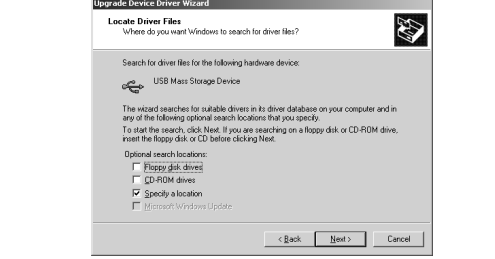 Upgrade Device Driver Wizard
Locate Driver Files
Where do you want Windows to search for driver files?
Search for driver files for the following hardware device:
USB Mass Storage Device
The wizard searches for suitable drivers in its driver database on your computer and in
any of the following optional search locations that you specify.
To start the search, click Next. If you are searching on a floppy disk or CD-ROM drive,
insert the floppy disk or CD before clicking Next.
Optional search locations:
Floppy disk drives
CD-ROM drives
Specify a location
Microsoft Windows Update
< Back Next > Cancel